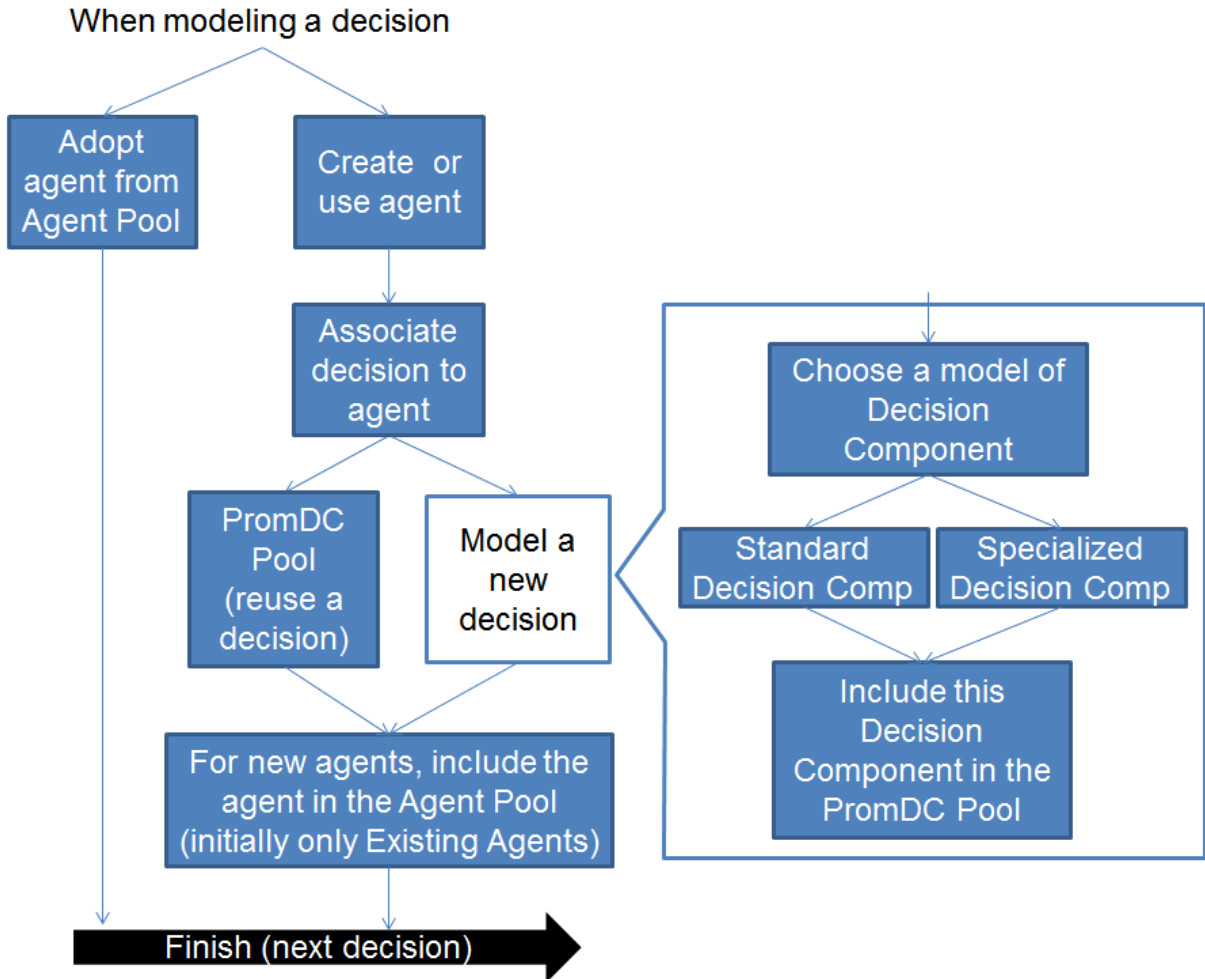 When modeling a decision
Adopt
agent from
Agent Pool
Create or
use agent
Associate
decision to
agent
PromDC
Pool
(reuse a
decision)
Model a
new
decision
For new agents, include the
agent in the Agent Pool
(initially only Existing Agents)
Finish (next decision)
Choose a model of
Decision
Component
Standard
Decision Comp
Specialized
Decision Comp
Include this
Decision
Component in the
PromDC Pool